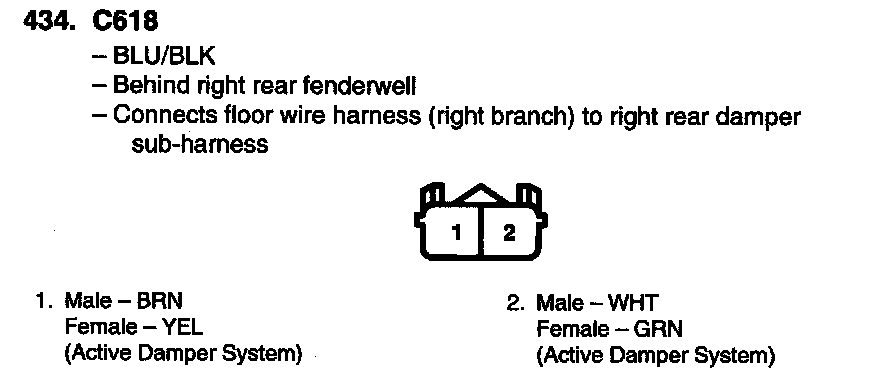 434. C618
– BLU/BLK
– Behind right rear fenderwell
– Connects floor wire harness (right branch) to right rear damper
sub-harness
1 2
1. Male – BRN
Female – YEL
(Active Damper System)
2. Male – WHT
Female – GRN
(Active Damper System)